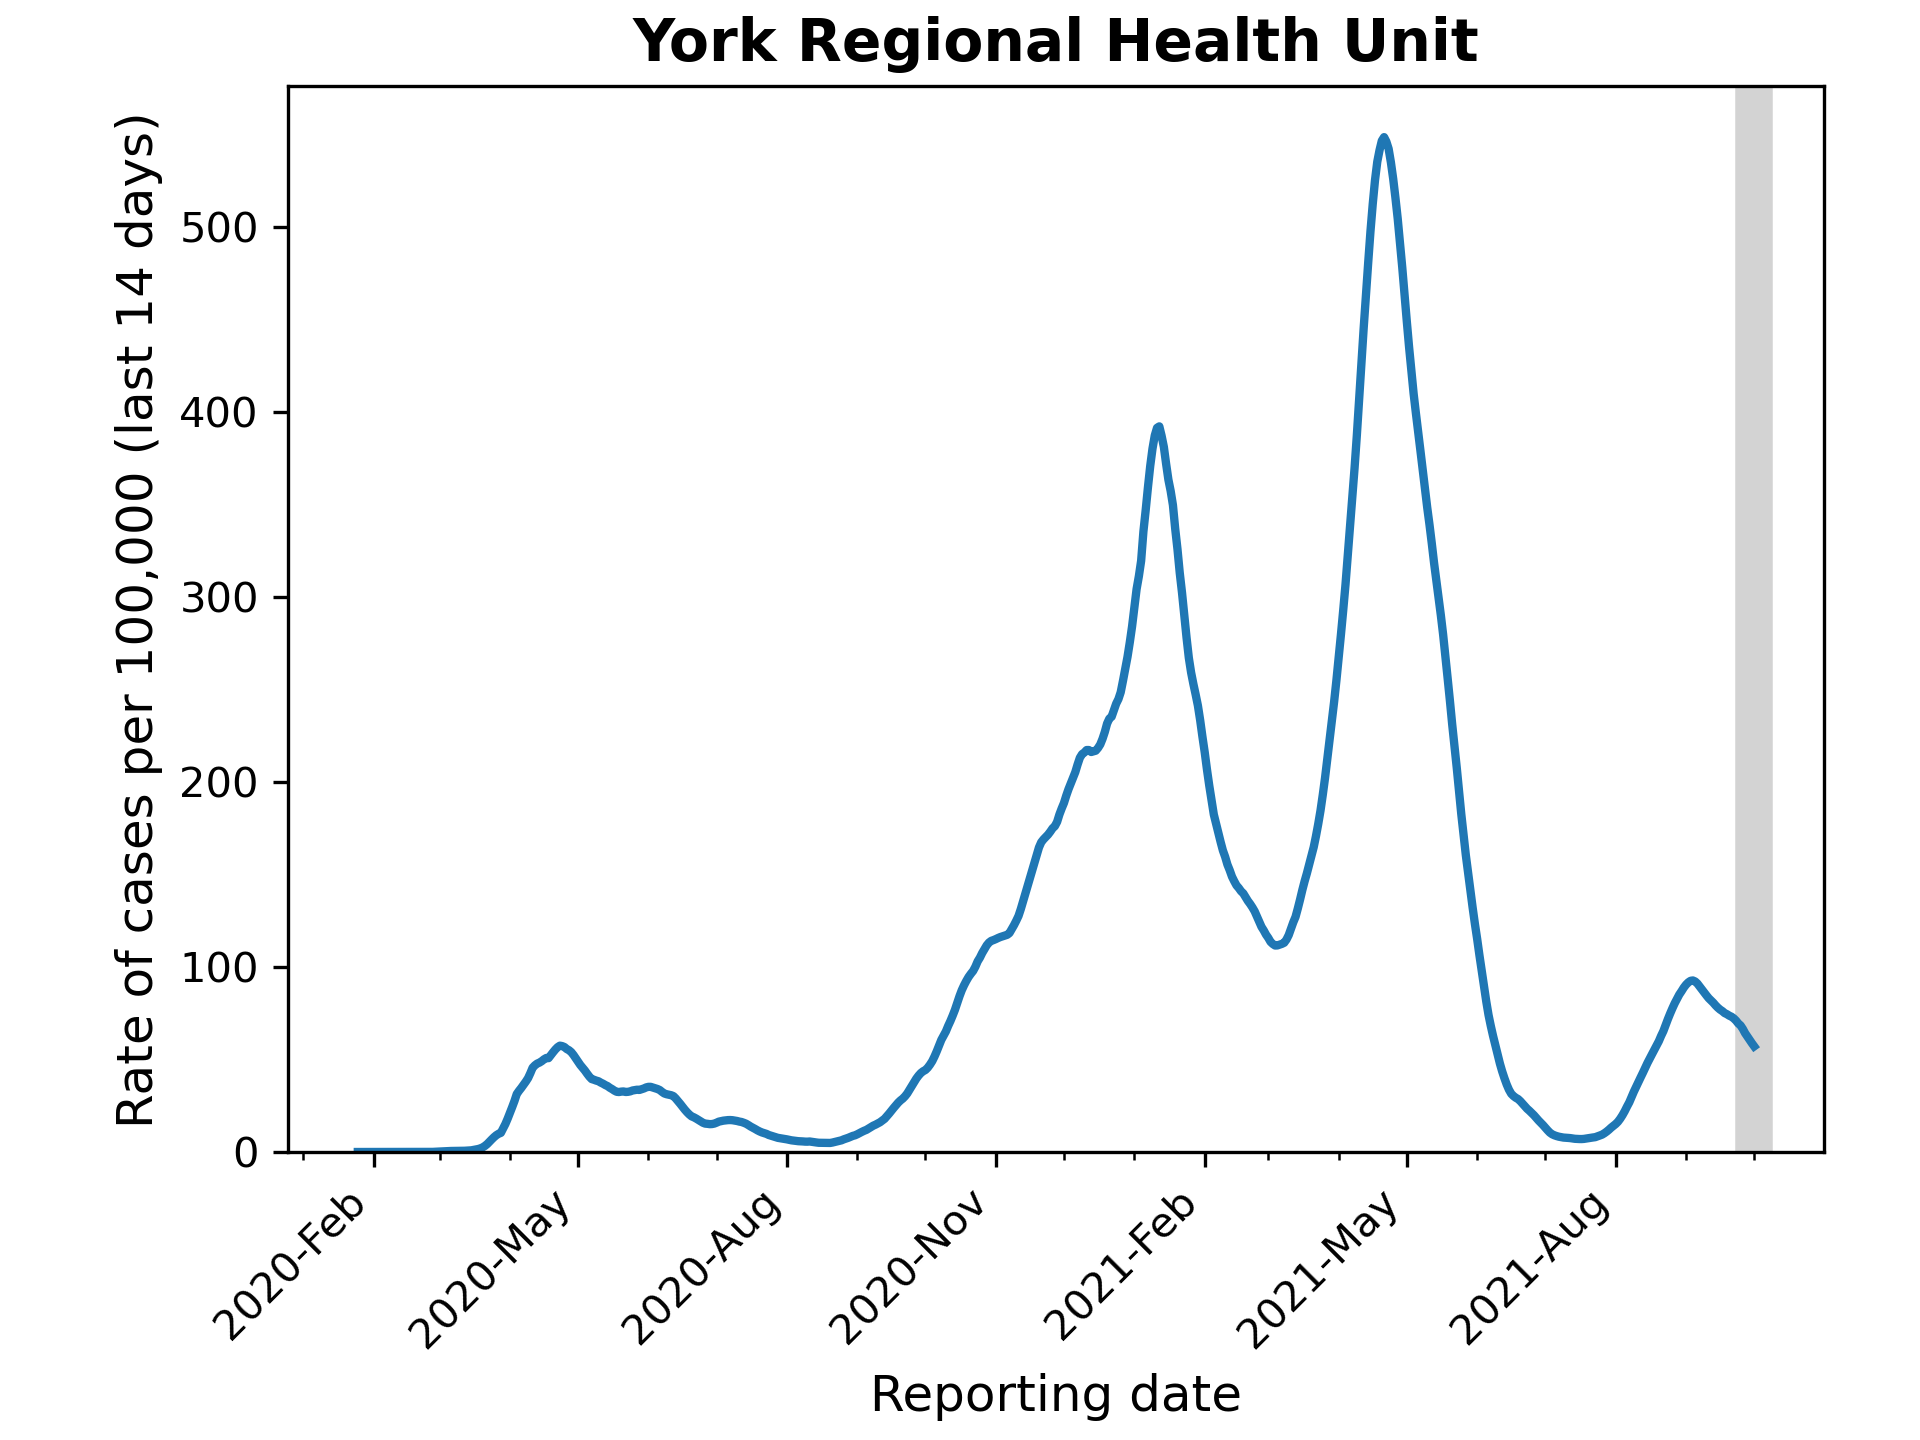 York Regional Health Unit
Rate of cases per 100,000 (last 14 days)
500
400
300
200
100
0
2020-Feb
2020-May
2020-Aug
2020-Nov
2021-Feb
2021-May
2021-Aug
Reporting date